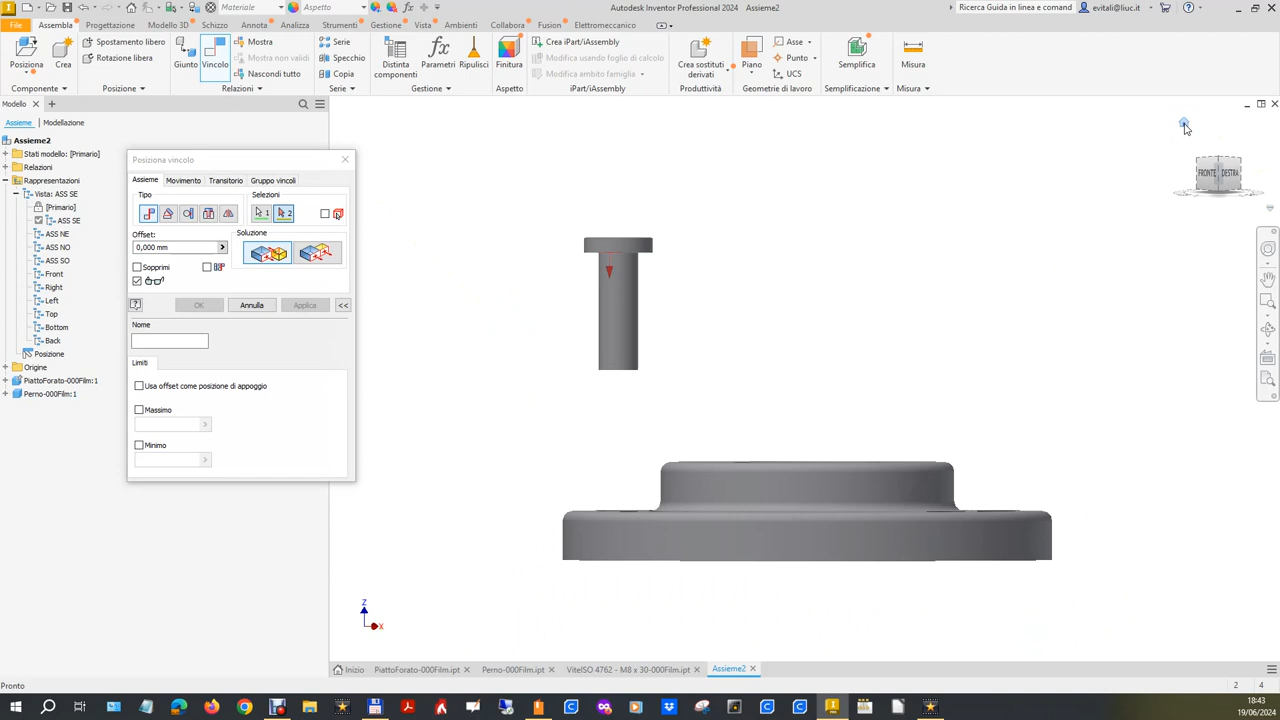 Materiale
Aspetto
Autodesk Inventor Professional 2024   Assieme2
Ricerca Guida in linea e comand
evitali@liuc.it
File
Assembla
Progettazione
Modello 3D
Schizzo
Annota
Analizza
Strumenti
Gestione
Vista
Ambienti
Collabora
Fusion
Elettromeccanico
Posiziona
Crea
Spostamento libero
Rotazione libera
Giunto
Vincolo
Mostra
Mostra non validi
Nascondi tutto
Serie
Specchio
Copia
Distinta componenti
Parametri
Ripulisci
Finitura
Crea iPart/iAssembly
Modifica usando foglio di calcolo
Modifica ambito famiglia
Crea sostituti derivati
Piano
Asse
Punto
UCS
Semplifica
Misura
Componente
Posizione
Relazioni
Serie
Gestione
Aspetto
iPart/iAssembly
Produttività
Geometrie di lavoro
Semplificazione
Misura
Modello
Assieme
Modellazione
Assieme2
Stati modello: [Primario]
Relazioni
Rappresentazioni
Vista: ASS SE
[Primario]
ASS SE
ASS NE
ASS NO
ASS SO
Front
Right
Left
Top
Bottom
Back
Posizione
Origine
PiattoForato-000Film:1
Perno-000Film:1
Posiziona vincolo
Assieme
Movimento
Transitorio
Gruppo vincoli
Tipo
Selezioni
1
2
Offset:
0,000 mm
Soluzione
Sopprimi
OK
Annulla
Applica
<<
Nome
Limiti
Usa offset come posizione di appoggio
Massimo
Minimo
FRONTE
DESTRA
Z
X
Inizio
PiattoForato-000Film.ipt
Perno-000Film.ipt
ViteISO 4762 - M8 x 30-000Film.ipt
Assieme2
Pronto
2
4
18:43
19/06/2024